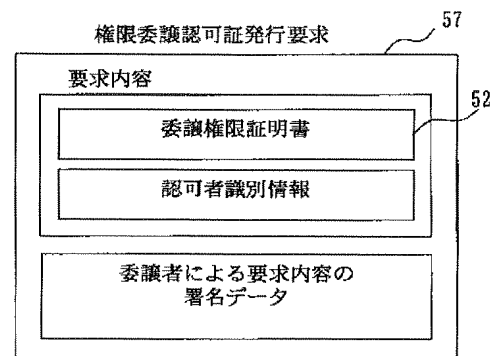 権限委譲認可証発行要求
57
要求内容
委譲権限証明書
52
認可者識別情報
委譲者による要求内容の
署名データ